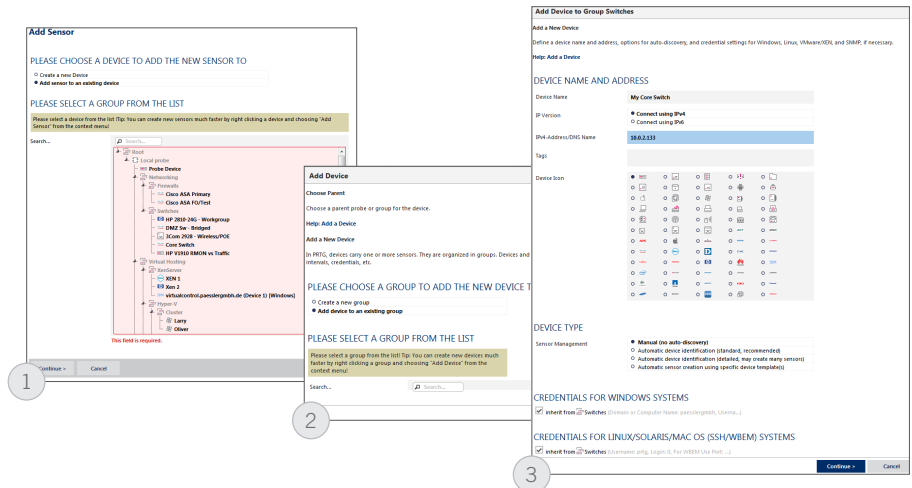 Add Sensor
PLEASE CHOOSE A DEVICE TO ADD THE NEW SENSOR TO
Create a new Device
Add sensor to an existing device
PLEASE SELECT A GROUP FROM THE LIST
Please select a device from the list (Tip: You can create new sensors much faster by right clicking a device and choosing "Add
Sensor" from the context menu!
Search...
Search...
Root
Local probe
Probe Device
Networking
Firewalls
Cisco ASA Primary
Cisco ASA FO/Test
Switches
HP 2810-24G - Workgroup
DMZ Sw - Bridged
3Com 2928 - Wireless/POE
Core Switch
HP V1910 RMON vs Traffic
Virtual Hosting
XenServer
XEN 1
Xen 2
virtualcontrol.paesslergmbh.de (Device 1) [Windows]
Hyper-V
Cluster
Larry
Oliver
This field is required.
Continue >
Cancel
1
Add Device
Choose Parent
Choose a parent probe or group for the device.
Help: Add a Device
Add a New Device
In PRTG, devices carry one or more sensors. They are organized in groups. Devices and
intervals, credentials, etc.
PLEASE CHOOSE A GROUP TO ADD THE NEW DEVICE T
Create a new group
Add device to an existing group
PLEASE SELECT A GROUP FROM THE LIST
Please select a group from the list! Tip: You can create new devices much
faster by right clicking a group and choosing "Add Device" from the
context menu!
Search...
Search...
2
Add Device to Group Switches
Add a New Device
Define a device name and address, options for auto-discovery, and credential settings for Windows, Linux, VMware/XEN, and SNMP, if necessary.
Help: Add a Device
DEVICE NAME AND ADDRESS
Device Name
My Core Switch
IP Version
Connect using IPv4
Connect using IPv6
IPv4-Address/DNS Name
10.0.2.133
Tags
Device Icon
DEVICE TYPE
Sensor Management
Manual (no auto-discovery)
Automatic device identification (standard, recommended)
Automatic device identification (detailed, may create many sensors)
Automatic sensor creation using specific device template(s)
CREDENTIALS FOR WINDOWS SYSTEMS
inherit from Switches (Domain or Computer Name: paesslergmbh, Userna...)
CREDENTIALS FOR LINUX/SOLARIS/MAC OS (SSH/WBEM) SYSTEMS
inherit from Switches (Username: prtg, Login: 0, For WBEM Use Port: ...)
Continue >
Cancel
3